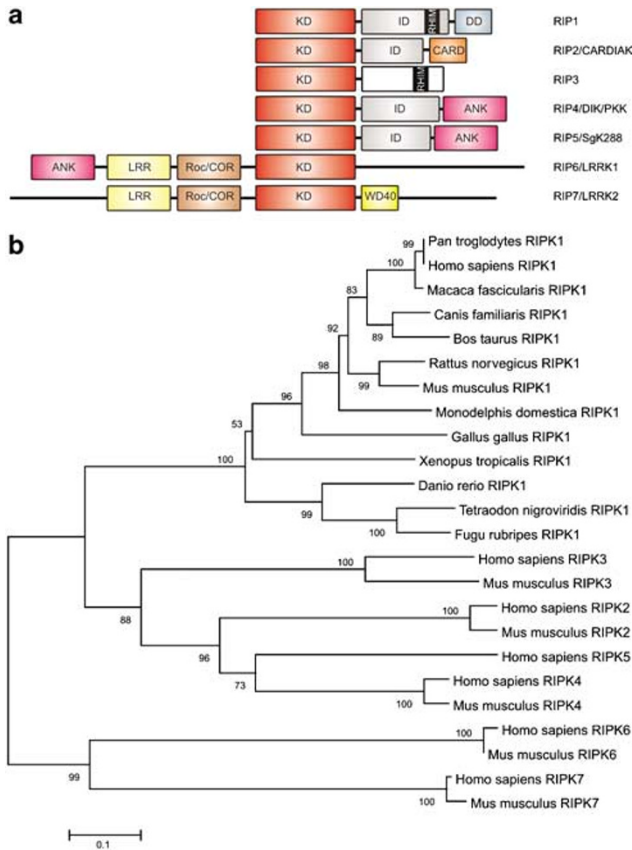 a
KD ID RHIM DD RIP1
KD ID CARD RIP2/CARDIAK
KD RHIM RIP3
KD ID ANK RIP4/DIK/PKK
KD ID ANK RIP5/SgK288
ANK LRR Roc/COR KD RIP6/LRRK1
LRR Roc/COR KD WD40 RIP7/LRRK2
b
99 Pan troglodytes RIPK1
100 Homo sapiens RIPK1
Macaca fascicularis RIPK1
83
Canis familiaris RIPK1
92
89 Bos taurus RIPK1
98 Rattus norvegicus RIPK1
99 Mus musculus RIPK1
96
Monodelphis domestica RIPK1
53 Gallus gallus RIPK1
100 Xenopus tropicalis RIPK1
Danio rerio RIPK1
99 Tetraodon nigroviridis RIPK1
100 Fugu rubripes RIPK1
100 Homo sapiens RIPK3
Mus musculus RIPK3
88
100 Homo sapiens RIPK2
Mus musculus RIPK2
96
Homo sapiens RIPK5
73
Homo sapiens RIPK4
100 Mus musculus RIPK4
100 Homo sapiens RIPK6
Mus musculus RIPK6
99
Homo sapiens RIPK7
100 Mus musculus RIPK7
0.1